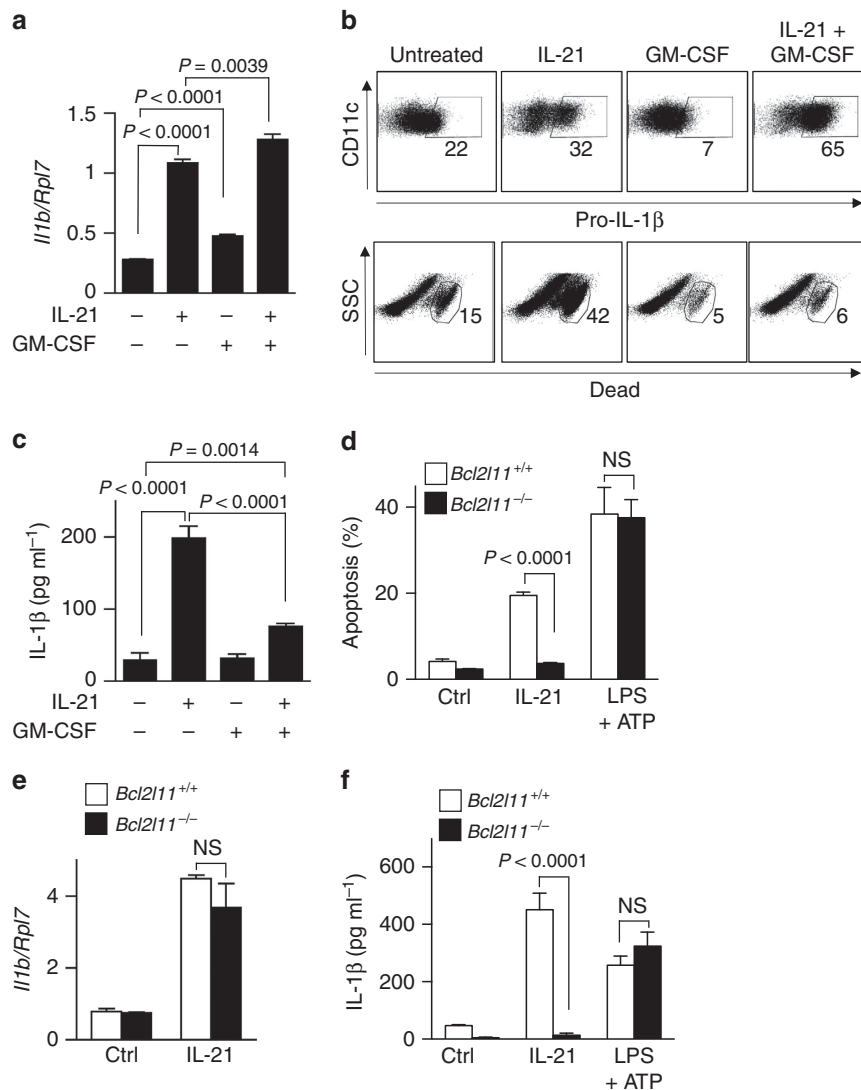 a
P = 0.0039
P < 0.0001
P < 0.0001
1.5
1
0.5
0
Il1b/Rpl7
IL-21 – + – +
GM-CSF – – + +
b
Untreated IL-21 GM-CSF IL-21 +
GM-CSF
CD11c
22 32 7 65
Pro-IL-1β
SSC
15 42 5 6
Dead
c
P = 0.0014
P < 0.0001 P < 0.0001
200
100
0
IL-1β (pg ml⁻¹)
IL-21 – + – +
GM-CSF – – + +
d
Bcl2l11⁺/⁺
Bcl2l11⁻/⁻
NS
P < 0.0001
40
20
0
Apoptosis (%)
Ctrl IL-21 LPS
+ ATP
e
Bcl2l11⁺/⁺
Bcl2l11⁻/⁻
NS
4
2
0
Il1b/Rpl7
Ctrl IL-21
f
Bcl2l11⁺/⁺
Bcl2l11⁻/⁻
P < 0.0001
NS
600
400
200
0
IL-1β (pg ml⁻¹)
Ctrl IL-21 LPS
+ ATP